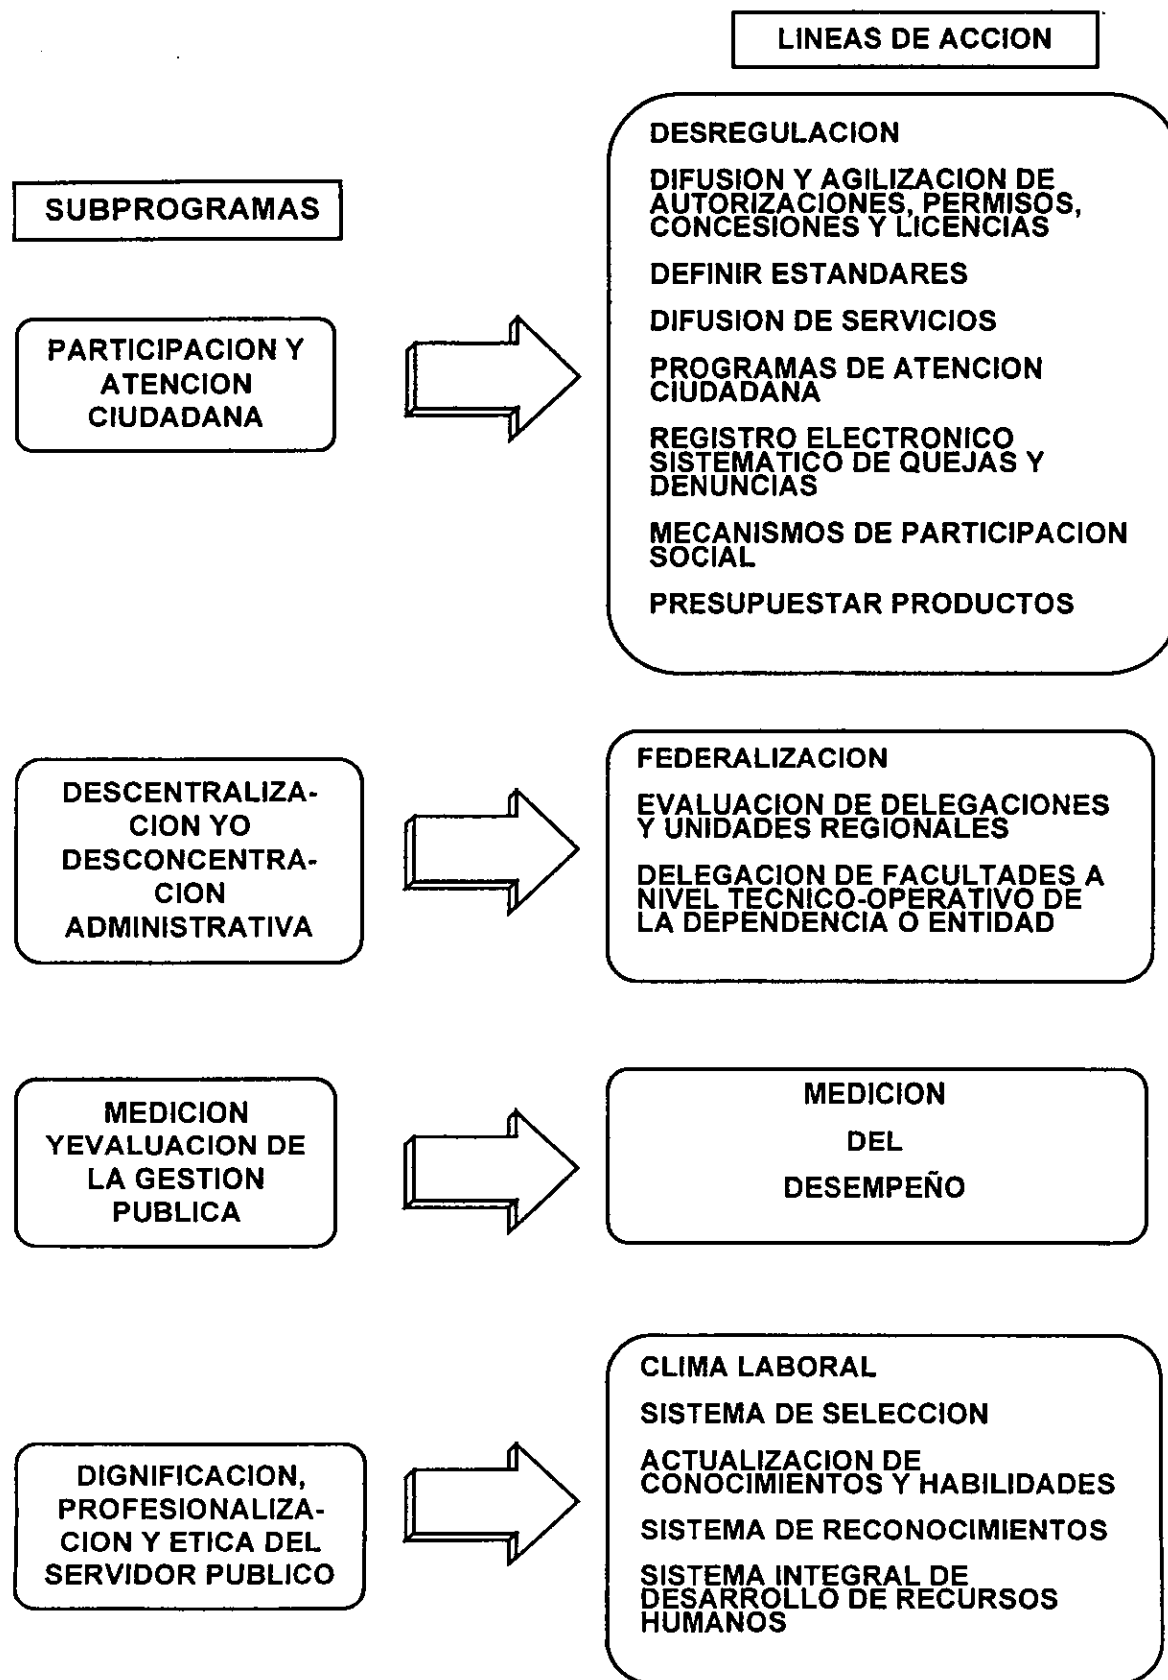 LINEAS DE ACCION
SUBPROGRAMAS
PARTICIPACION Y
ATENCION
CIUDADANA
DESREGULACION
DIFUSION Y AGILIZACION DE
AUTORIZACIONES, PERMISOS,
CONCESIONES Y LICENCIAS
DEFINIR ESTANDARES
DIFUSION DE SERVICIOS
PROGRAMAS DE ATENCION
CIUDADANA
REGISTRO ELECTRONICO
SISTEMATICO DE QUEJAS Y
DENUNCIAS
MECANISMOS DE PARTICIPACION
SOCIAL
PRESUPUESTAR PRODUCTOS
DESCENTRALIZA-
CION YO
DESCONCENTRA-
CION
ADMINISTRATIVA
FEDERALIZACION
EVALUACION DE DELEGACIONES
Y UNIDADES REGIONALES
DELEGACION DE FACULTADES A
NIVEL TECNICO-OPERATIVO DE
LA DEPENDENCIA O ENTIDAD
MEDICION
YEVALUACION DE
LA GESTION
PUBLICA
MEDICION
DEL
DESEMPEÑO
DIGNIFICACION,
PROFESIONALIZA-
CION Y ETICA DEL
SERVIDOR PUBLICO
CLIMA LABORAL
SISTEMA DE SELECCION
ACTUALIZACION DE
CONOCIMIENTOS Y HABILIDADES
SISTEMA DE RECONOCIMIENTOS
SISTEMA INTEGRAL DE
DESARROLLO DE RECURSOS
HUMANOS